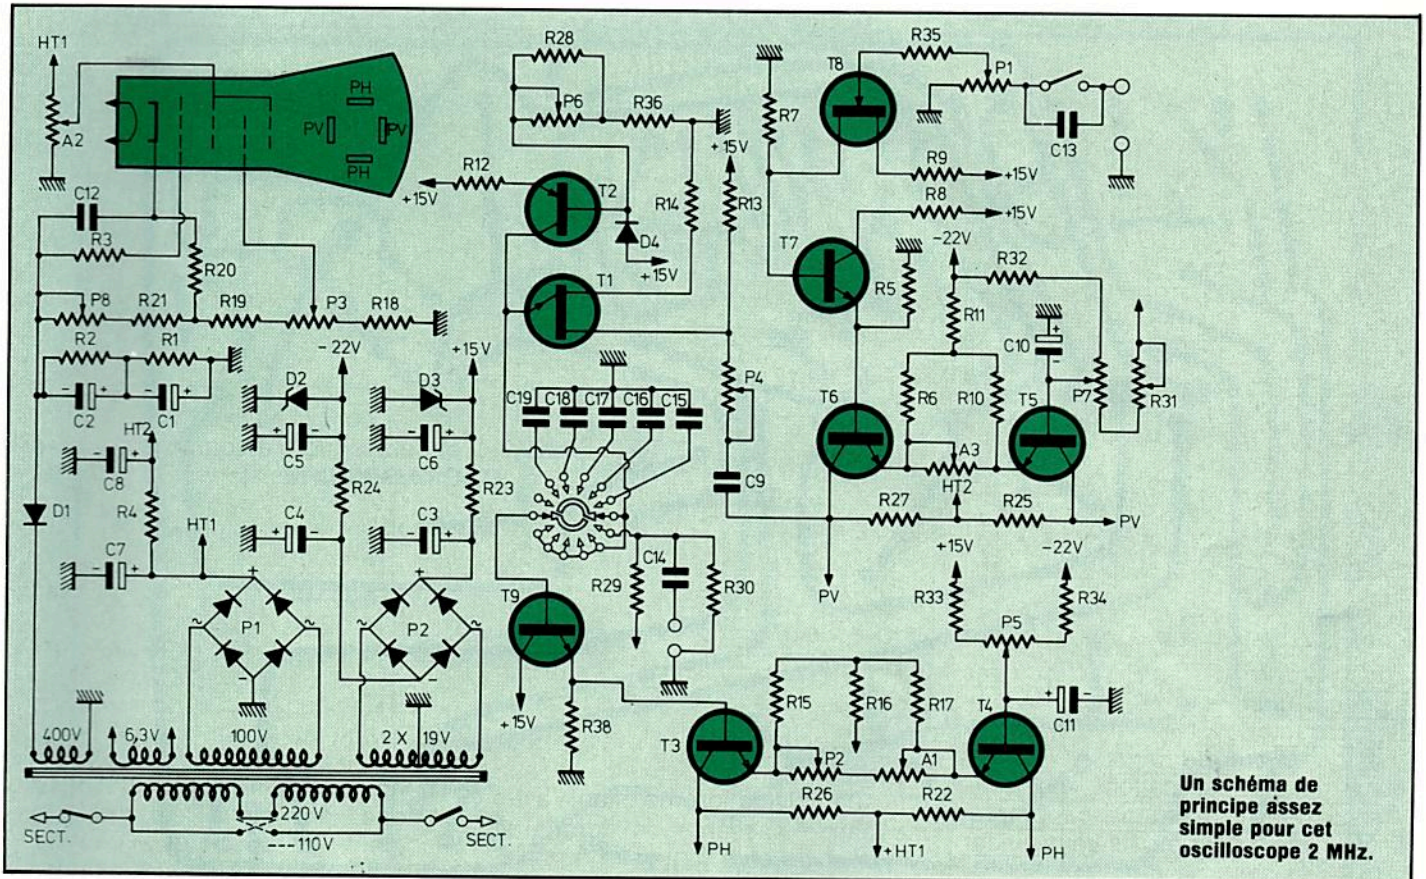 HT1
A2
PH
PV
PV
PH
C12
R3
R20
P8
R21
R19
P3
R18
R2
R1
C2
C1
HT2
C8
R4
D1
C7
HT1
-22V
+15V
D2
D3
C5
C6
R24
R23
C4
C3
P1
P2
400V
6,3V
100V
2 X 19V
220V
---110V
SECT.
SECT.
R28
P6
R36
R12
+15V
T2
R14
+15V
R13
D4
+15V
T1
P4
C19
C18
C17
C16
C15
C9
T9
R29
C14
R30
+15V
R38
R35
T8
P1
R7
C13
R9
+15V
R8
+15V
T7
R5
-22V
R32
R11
C10
T6
R6
R10
T5
P7
R31
A3
HT2
R27
R25
PV
PV
+15V
-22V
R33
P5
R34
R15
R16
R17
T4
C11
T3
P2
A1
R26
R22
PH
+HT1
PH
Un schéma de
principe assez
simple pour cet
oscilloscope 2 MHz.